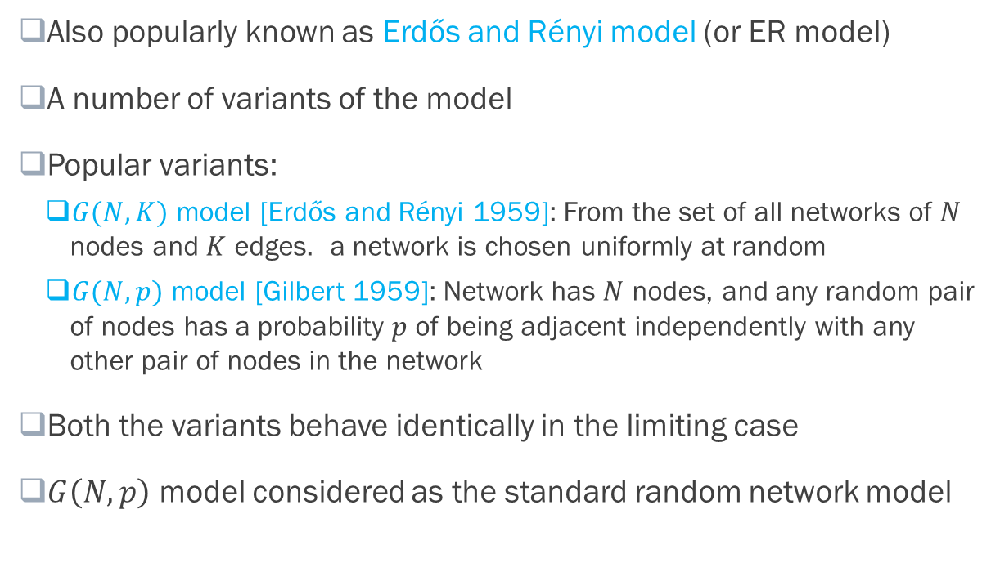 ❑Also popularly known as Erdős and Rényi model (or ER model)
❑A number of variants of the model
❑Popular variants:
❑G(N, K) model [Erdős and Rényi 1959]: From the set of all networks of N
nodes and K edges.  a network is chosen uniformly at random
❑G(N, p) model [Gilbert 1959]: Network has N nodes, and any random pair
of nodes has a probability p of being adjacent independently with any
other pair of nodes in the network
❑Both the variants behave identically in the limiting case
❑G(N, p) model considered as the standard random network model